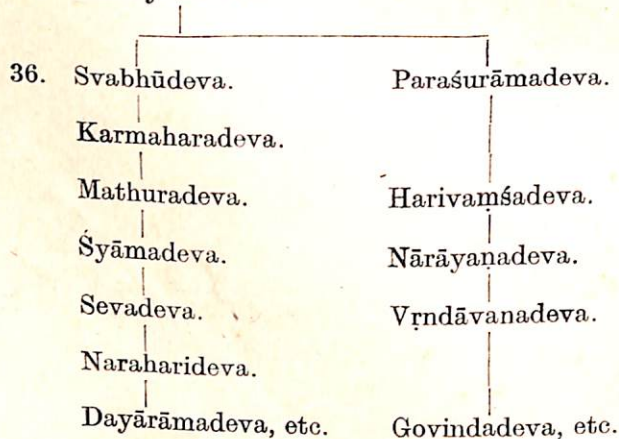 36. Svabhūdeva. Paraśurāmadeva.
Karmaharadeva.
Mathuradeva. Harivaṃśadeva.
Śyāmadeva. Nārāyaṇadeva.
Sevadeva. Vṛndāvanadeva.
Naraharideva.
Dayārāmadeva, etc. Govindadeva, etc.